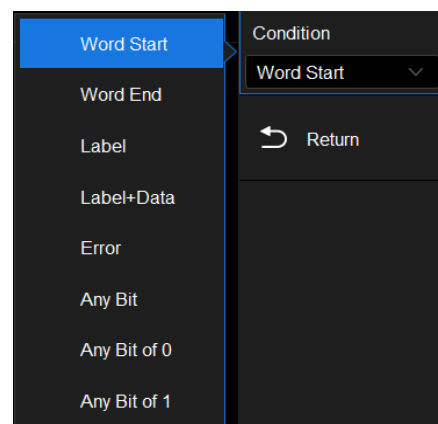 Word Start
Word End
Label
Label+Data
Error
Any Bit
Any Bit of 0
Any Bit of 1
Condition
Word Start
Return